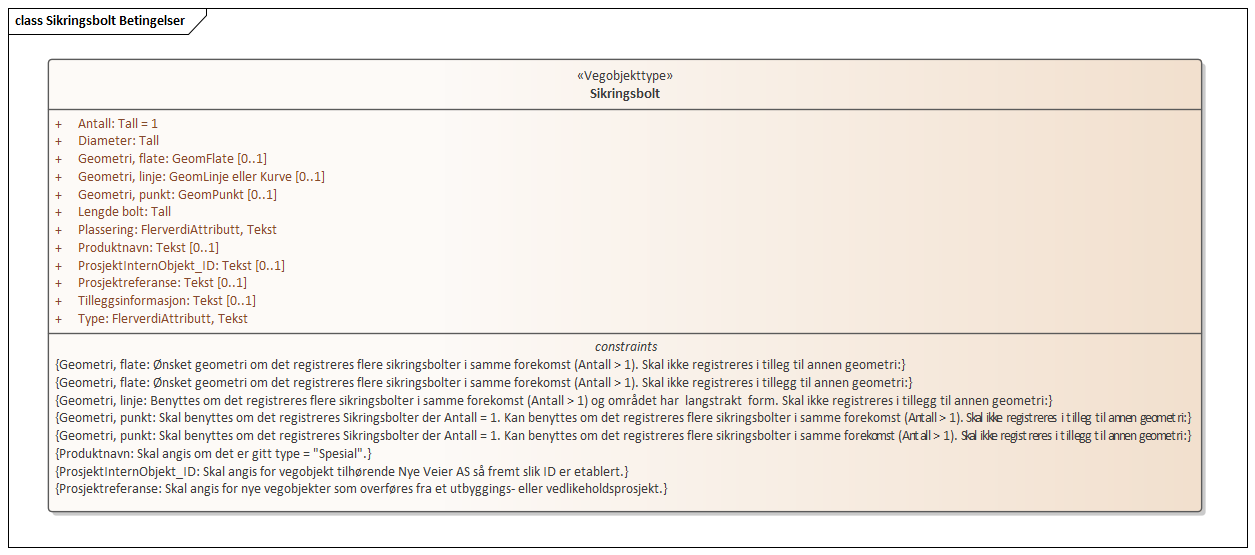 class Sikringsbolt Betingelser
«Vegobjekttype»
Sikringsbolt
+ Antall: Tall = 1
+ Diameter: Tall
+ Geometri, flate: GeomFlate [0..1]
+ Geometri, linje: GeomLinje eller Kurve [0..1]
+ Geometri, punkt: GeomPunkt [0..1]
+ Lengde bolt: Tall
+ Plassering: FlerverdiAttributt, Tekst
+ Produktnavn: Tekst [0..1]
+ ProsjektInternObjekt_ID: Tekst [0..1]
+ Prosjektreferanse: Tekst [0..1]
+ Tilleggsinformasjon: Tekst [0..1]
+ Type: FlerverdiAttributt, Tekst
constraints
{Geometri, flate: Ønsket geometri om det registreres flere sikringsbolter i samme forekomst (Antall > 1). Skal ikke registreres i tilleg til annen geometri:}
{Geometri, flate: Ønsket geometri om det registreres flere sikringsbolter i samme forekomst (Antall > 1). Skal ikke registreres i tillegg til annen geometri:}
{Geometri, linje: Benyttes om det registreres flere sikringsbolter i samme forekomst (Antall > 1) og området har langstrakt form. Skal ikke registreres i tillegg til annen geometri:}
{Geometri, punkt: Skal benyttes om det registreres Sikringsbolter der Antall = 1. Kan benyttes om det registreres flere sikringsbolter i samme forekomst (Antall > 1). Skal ikke registreres i tilleg til annen geometri:}
{Geometri, punkt: Skal benyttes om det registreres Sikringsbolter der Antall = 1. Kan benyttes om det registreres flere sikringsbolter i samme forekomst (Antall > 1). Skal ikke registreres i tillegg til annen geometri:}
{Produktnavn: Skal angis om det er gitt type = "Spesial".}
{ProsjektInternObjekt_ID: Skal angis for vegobjekt tilhørende Nye Veier AS så fremt slik ID er etablert.}
{Prosjektreferanse: Skal angis for nye vegobjekter som overføres fra et utbyggings- eller vedlikeholdsprosjekt.}